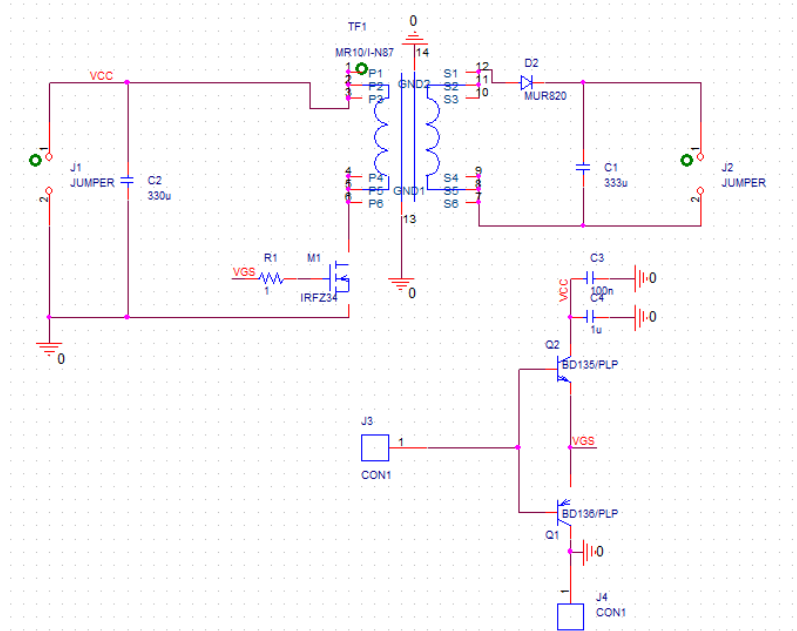 TF1
0
MR10/I-N87
14
VCC
1
2
3
P1
P2
P3
GND2
S1
S2
S3
12
11
10
D2
MUR820
1
J1
JUMPER
2
C2
330u
4
5
6
P4
P5
P6
GND1
S4
S5
S6
9
8
7
C1
333u
1
J2
JUMPER
2
13
0
VGS
R1
1
M1
IRFZ34
0
VCC
C3
100n
0
C4
1u
0
Q2
BD135/PLP
J3
1
CON1
VGS
BD136/PLP
Q1
0
1
J4
CON1